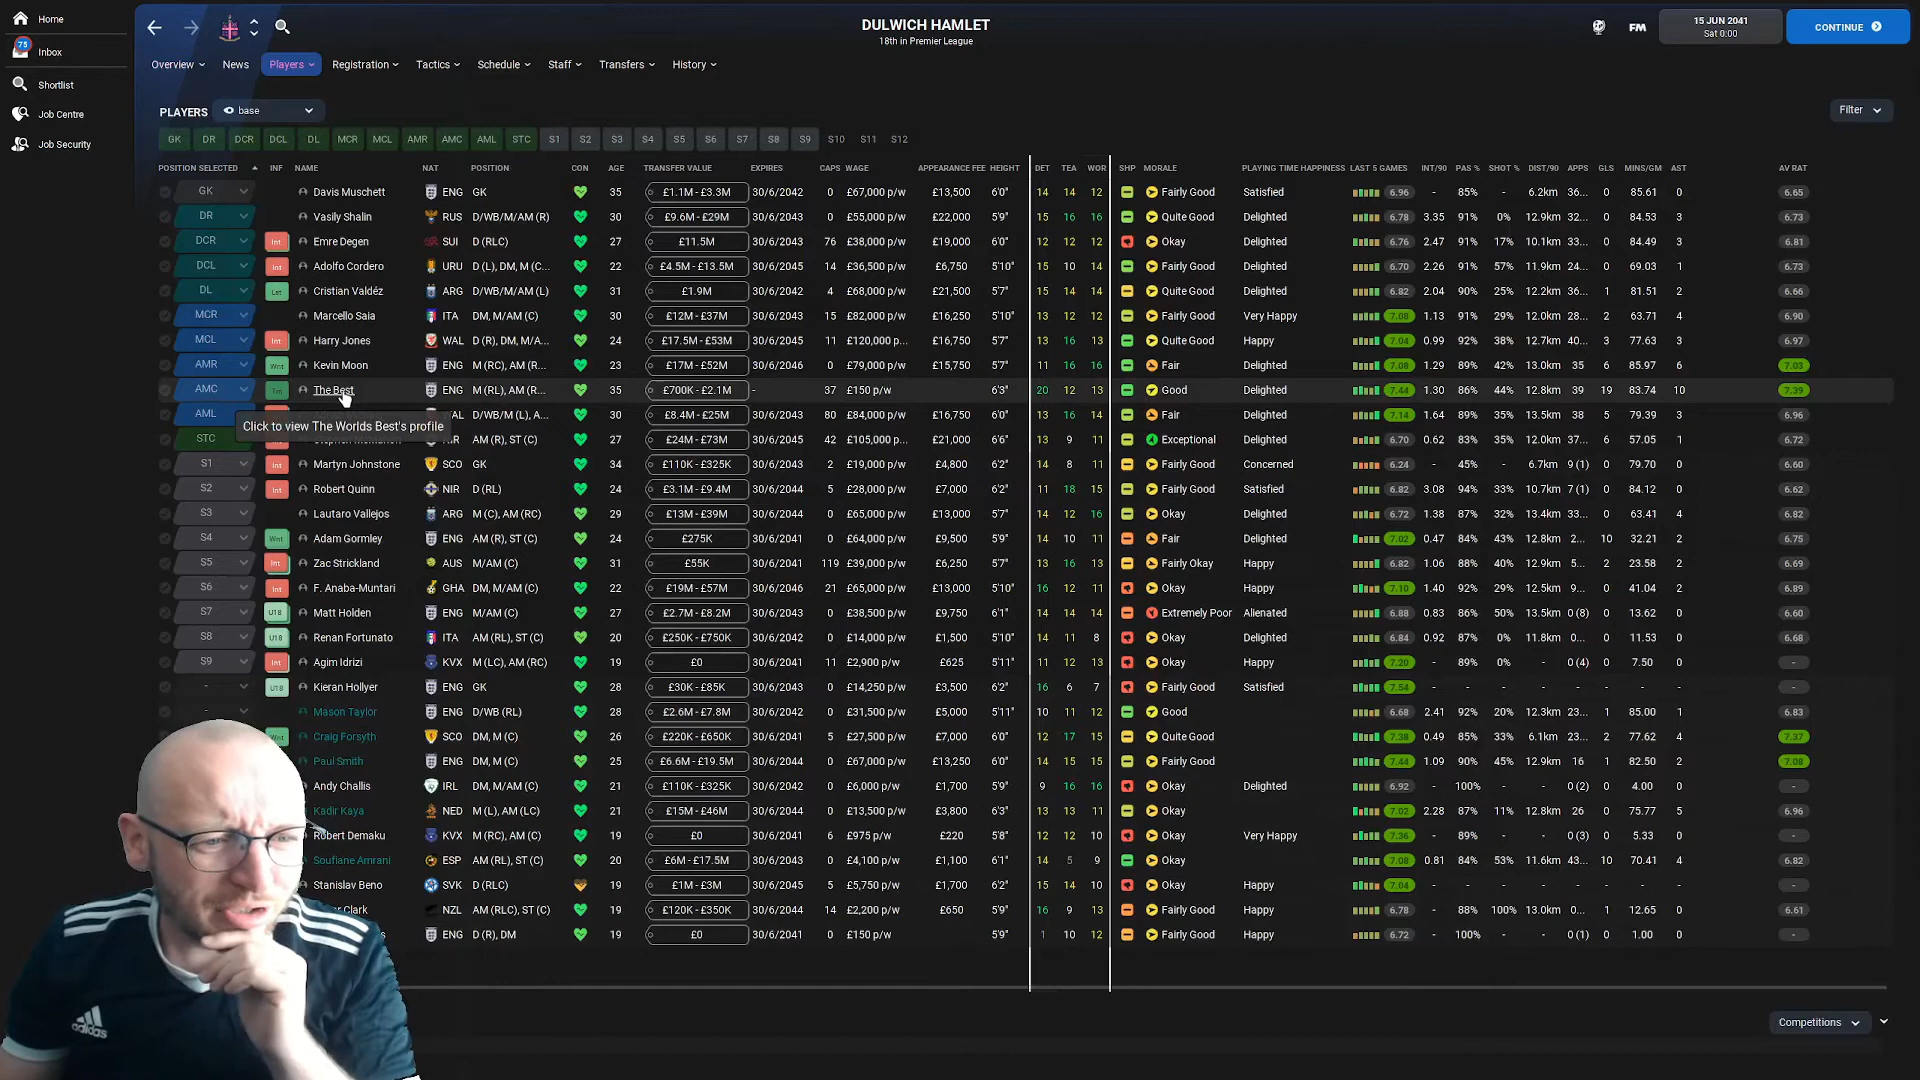 Home
75
Inbox
Shortlist
Job Centre
Job Security
DULWICH HAMLET
18th in Premier League
FM
15 JUN 2041
Sat 0:00
CONTINUE
Overview News Players Registration Tactics Schedule Staff Transfers History
PLAYERS base Filter
GK DR DCR DCL DL MCR MCL AMR AMC AML STC S1 S2 S3 S4 S5 S6 S7 S8 S9 S10 S11 S12
POSITION SELECTED INF NAME NAT POSITION CON AGE TRANSFER VALUE EXPIRES CAPS WAGE APPEARANCE FEE HEIGHT DET TEA WOR SHP MORALE PLAYING TIME HAPPINESS LAST 5 GAMES INT/90 PAS % SHOT % DIST/90 APPS GLS MINS/GM AST AV RAT
GK Davis Muschett ENG GK 35 £1.1M - £3.3M 30/6/2042 0 £67,000 p/w £13,500 6'0" 14 14 12 Fairly Good Satisfied 6.96 - 85% - 6.2km 36... 0 85.61 0 6.65
DR Vasily Shalin RUS D/WB/M/AM (R) 30 £9.6M - £29M 30/6/2043 0 £55,000 p/w £22,000 5'9" 15 16 16 Quite Good Delighted 6.78 3.35 91% 0% 12.9km 32... 0 84.53 3 6.73
DCR Int Emre Degen SUI D (RLC) 27 £11.5M 30/6/2043 76 £38,000 p/w £19,000 6'0" 12 12 12 Okay Delighted 6.76 2.47 91% 17% 10.1km 33... 0 84.49 3 6.81
DCL Int Adolfo Cordero URU D (L), DM, M (C... 22 £4.5M - £13.5M 30/6/2045 14 £36,500 p/w £6,750 5'10" 15 10 14 Fairly Good Delighted 6.70 2.26 91% 57% 11.9km 24... 0 69.03 1 6.73
DL Lst Cristian Valdéz ARG D/WB/M/AM (L) 31 £1.9M 30/6/2042 4 £68,000 p/w £21,500 5'7" 15 14 14 Quite Good Delighted 6.82 2.04 90% 25% 12.2km 36... 1 81.51 2 6.66
MCR Marcello Saia ITA DM, M/AM (C) 30 £12M - £37M 30/6/2043 15 £82,000 p/w £16,250 5'10" 13 12 12 Fairly Good Very Happy 7.08 1.13 91% 29% 12.0km 28... 2 63.71 4 6.90
MCL Int Harry Jones WAL D (R), DM, M/A... 24 £17.5M - £53M 30/6/2045 11 £120,000 p... £16,750 5'7" 13 16 13 Quite Good Happy 7.04 0.99 92% 38% 12.7km 40... 3 77.63 3 6.97
AMR Wnt Kevin Moon ENG M (RL), AM (R... 23 £17M - £52M 30/6/2046 0 £79,000 p/w £15,750 5'7" 11 16 16 Fair Delighted 7.08 1.29 89% 42% 13.0km 35 6 85.97 6 7.03
AMC Trn The Best ENG M (RL), AM (R... 35 £700K - £2.1M - 37 £150 p/w 6'3" 20 12 13 Good Delighted 7.44 1.30 86% 44% 12.8km 39 19 83.74 10 7.39
AML D/WB/M (L), A... 30 £8.4M - £25M 30/6/2043 80 £84,000 p/w £16,750 6'0" 13 16 14 Fair Delighted 7.14 1.64 89% 35% 13.5km 38 5 79.39 3 6.96
Click to view The Worlds Best's profile
STC AM (R), ST (C) 27 £24M - £73M 30/6/2045 42 £105,000 p... £16,000 6'1" 13 9 11 Exceptional Delighted 6.70 0.62 83% 35% 12.0km 37... 6 57.05 1 6.72
S1 Int Martyn Johnstone SCO GK 34 £110K - £325K 30/6/2042 2 £19,000 p/w £4,800 6'2" 14 8 11 Fairly Good Concerned 6.24 - 45% - 6.7km 9 (1) 0 79.70 0 6.60
S2 Int Robert Quinn NIR D (RL) 24 £3.1M - £9.4M 30/6/2044 5 £28,000 p/w £7,000 6'2" 11 18 15 Fairly Good Satisfied 6.82 3.08 94% 33% 10.7km 7 (1) 0 84.12 0 6.62
S3 Lautaro Vallejos ARG M (C), AM (RC) 29 £13M - £39M 30/6/2044 0 £65,000 p/w £14,000 5'7" 14 12 16 Okay Delighted 6.72 1.38 87% 32% 13.4km 33... 2 63.41 4 6.82
S4 Wnt Adam Gormley ENG AM (R), ST (C) 24 £275K 30/6/2042 0 £64,000 p/w £9,500 5'9" 14 10 11 Fair Delighted 7.02 0.47 84% 43% 12.8km 2... 10 32.21 2 6.75
S5 Int Zac Strickland AUS M/AM (C) 31 £55K 30/6/2041 119 £39,000 p/w £6,250 5'7" 13 16 13 Fairly Okay Happy 6.82 1.06 88% 40% 12.9km 5... 2 23.58 2 6.69
S6 Int F. Anaba-Muntari GHA DM, M/AM (C) 22 £19M - £57M 30/6/2046 21 £65,000 p/w £13,000 5'10" 16 12 11 Okay Happy 7.10 1.40 92% 29% 12.5km 9... 0 41.04 2 6.89
S7 U18 Matt Holden ENG M/AM (C) 27 £2.7M - £8.2M 30/6/2043 0 £38,500 p/w £9,750 6'1" 14 14 14 Extremely Poor Alienated 6.88 0.83 86% 50% 13.5km 0 (8) 0 13.62 0 6.60
S8 U18 Renan Fortunato ITA AM (RL), ST (C) 20 £250K - £750K 30/6/2042 0 £14,000 p/w £1,500 5'10" 14 11 8 Okay Delighted 6.84 0.92 87% 0% 11.8km 0... 0 11.53 0 6.68
S9 Int Agim Idrizi KVX M (LC), AM (RC) 19 £0 30/6/2041 11 £2,900 p/w £625 5'11" 11 12 13 Okay Happy 7.20 - 89% 0% - 0 (4) 0 7.50 0 -
- U18 Kieran Hollyer ENG GK 28 £30K - £85K 30/6/2043 0 £14,250 p/w £3,500 6'2" 16 6 7 Fairly Good Satisfied 7.54 - - - - - - - - -
- Mason Taylor ENG D/WB (RL) 28 £2.6M - £7.8M 30/6/2042 0 £31,500 p/w £5,000 5'11" 10 11 12 Good 6.68 2.41 92% 20% 12.3km 23... 1 85.00 1 6.83
Wnt Craig Forsyth SCO DM, M (C) 26 £220K - £650K 30/6/2042 5 £27,500 p/w £7,000 6'0" 12 17 15 Quite Good 7.38 0.49 85% 33% 6.1km 23... 2 77.62 4 7.37
Paul Smith ENG DM, M (C) 25 £6.6M - £19.5M 30/6/2044 0 £67,000 p/w £13,250 6'0" 14 15 15 Fairly Good 7.44 1.09 90% 45% 12.9km 16 1 82.50 2 7.08
Andy Challis IRL DM, M (C) 21 £110K - £325K 30/6/2042 0 £6,000 p/w £1,700 5'9" 9 16 16 Okay Delighted 6.92 - 100% - - 0 (2) 0 4.00 0 -
Kadir Kaya NED M (L), AM (LC) 21 £15M - £46M 30/6/2044 0 £13,500 p/w £3,800 6'3" 13 13 11 Okay 7.02 2.28 87% 11% 12.8km 26 0 75.77 5 6.96
Robert Demaku KVX M (RC), AM (C) 19 £0 30/6/2042 6 £975 p/w £220 5'8" 12 12 10 Okay Very Happy 7.36 - 89% - - 0 (3) 0 5.33 0 -
Soufiane Amrani ESP AM (RL), ST (C) 20 £6M - £17.5M 30/6/2043 0 £4,100 p/w £1,100 6'1" 14 5 9 Okay 7.08 0.81 84% 53% 11.6km 43... 10 70.41 4 6.82
Stanislav Beno SVK D (RLC) 19 £1M - £3M 30/6/2045 5 £5,750 p/w £1,700 6'2" 15 14 10 Okay Happy 7.04 - - - - - - - - -
Clark NZL AM (RLC), ST (C) 19 £120K - £350K 30/6/2044 14 £2,200 p/w £650 5'9" 16 9 13 Fairly Good Happy 6.78 - 88% 100% 13.0km 0... 1 12.65 0 6.61
ENG D (R), DM 19 £0 30/6/2041 0 £150 p/w 5'9" 1 10 12 Fairly Good Happy 6.72 - 100% - - 0 (1) 0 1.00 0 -
adidas
Competitions